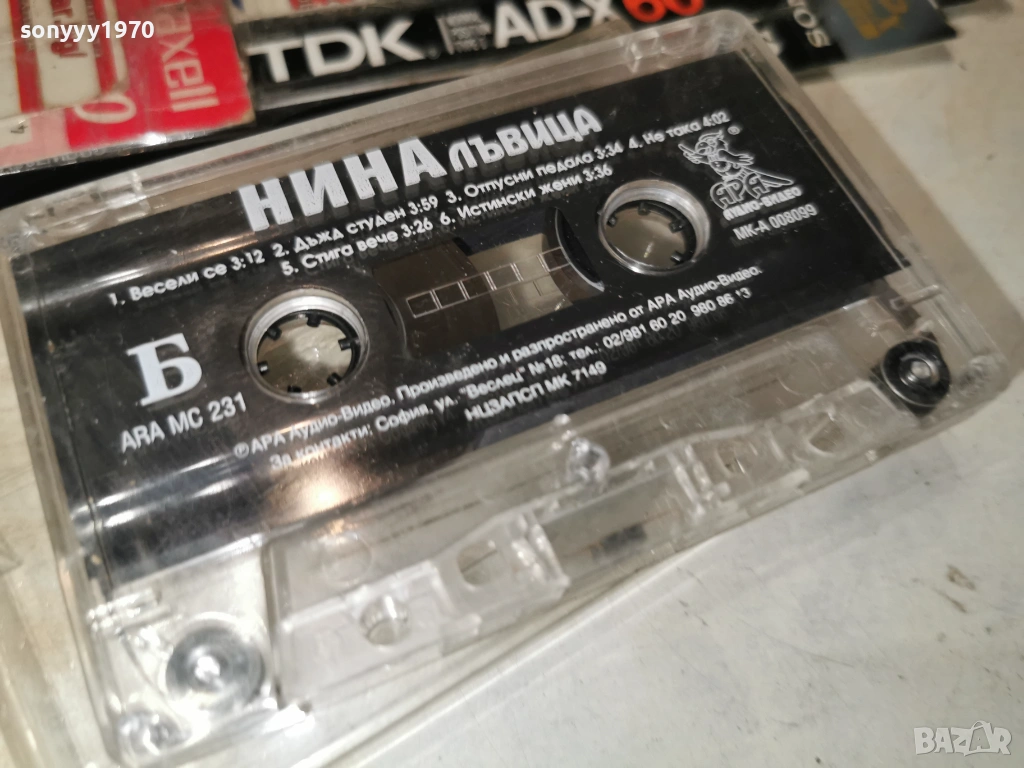 sonyyy1970
maxell
TDK AD-X 60
НИНА ЛЪВИЦА
1. Весели се 3:12 2. Дъжд студен 3:59 3. Отпусни педала 3:34 4. Не така 4:02
5. Стига вече 3:26 6. Истински жени 3:36
АРА
АУДИО-ВИДЕО
МК-А 008099
Б
ARA MC 231
℗АРА Аудио-Видео. Произведено и разпространено от АРА Аудио-Видео.
За контакти: София, ул. "Веслец" №18; тел.: 02/981 60 20 980 86 13
НЦЗАПСП МК 7149
BAZAR